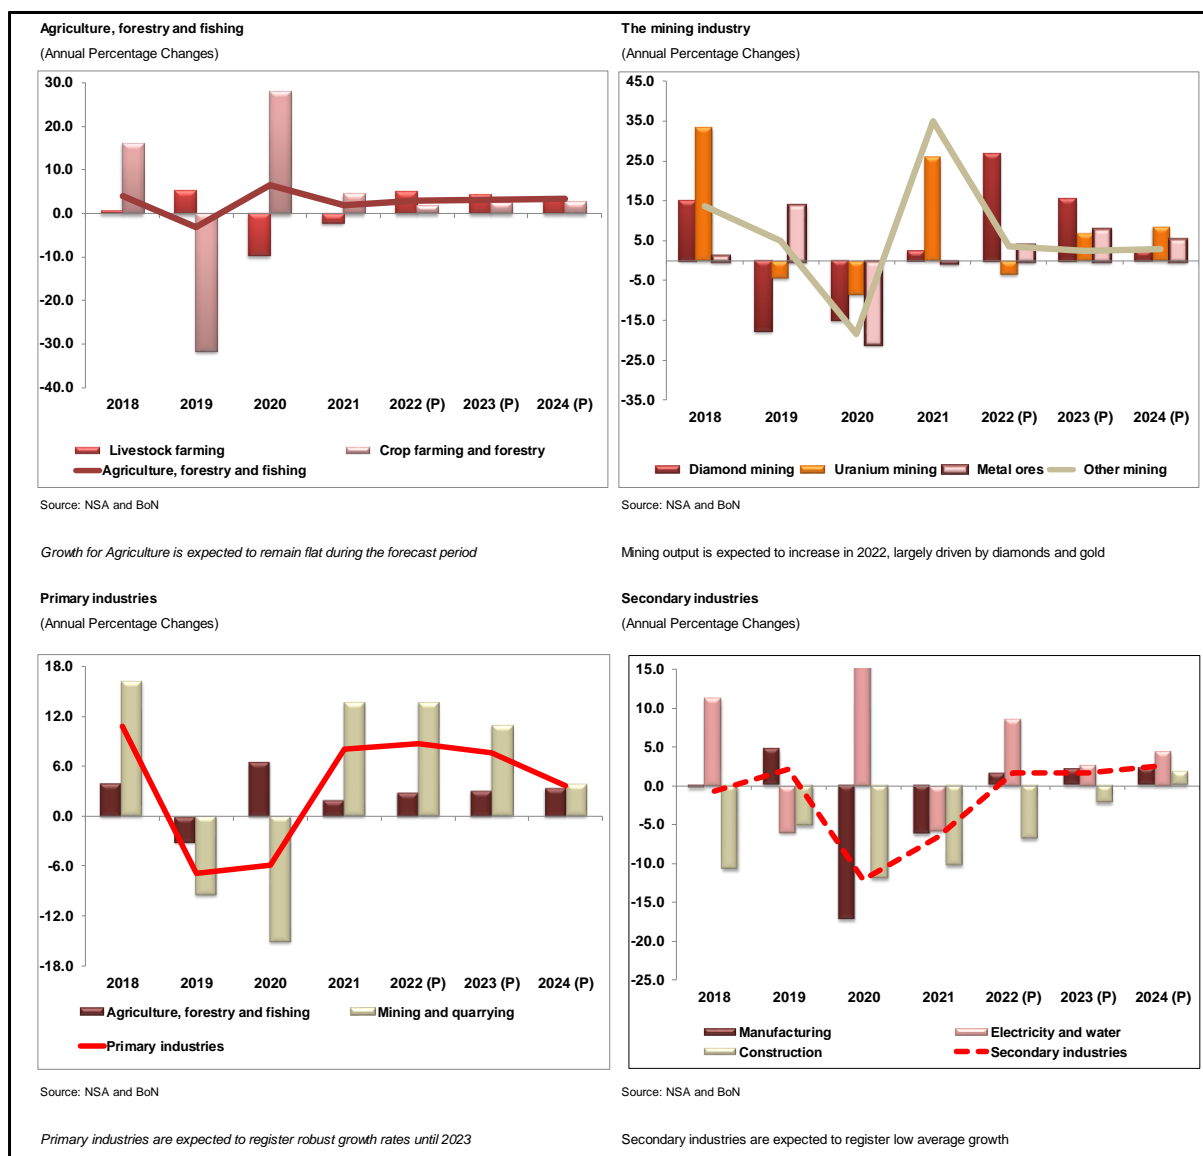 Agriculture, forestry and fishing
(Annual Percentage Changes)
30.0
20.0
10.0
0.0
-10.0
-20.0
-30.0
-40.0
2018 2019 2020 2021 2022 (P) 2023 (P) 2024 (P)
Livestock farming Crop farming and forestry
Agriculture, forestry and fishing
Source: NSA and BoN
Growth for Agriculture is expected to remain flat during the forecast period
The mining industry
(Annual Percentage Changes)
45.0
35.0
25.0
15.0
5.0
-5.0
-15.0
-25.0
-35.0
2018 2019 2020 2021 2022 (P) 2023 (P) 2024 (P)
Diamond mining Uranium mining Metal ores Other mining
Source: NSA and BoN
Mining output is expected to increase in 2022, largely driven by diamonds and gold
Primary industries
(Annual Percentage Changes)
18.0
12.0
6.0
0.0
-6.0
-12.0
-18.0
2018 2019 2020 2021 2022 (P) 2023 (P) 2024 (P)
Agriculture, forestry and fishing Mining and quarrying
Primary industries
Source: NSA and BoN
Primary industries are expected to register robust growth rates until 2023
Secondary industries
(Annual Percentage Changes)
15.0
10.0
5.0
0.0
-5.0
-10.0
-15.0
-20.0
-25.0
2018 2019 2020 2021 2022 (P) 2023 (P) 2024 (P)
Manufacturing Electricity and water
Construction Secondary industries
Source: NSA and BoN
Secondary industries are expected to register low average growth